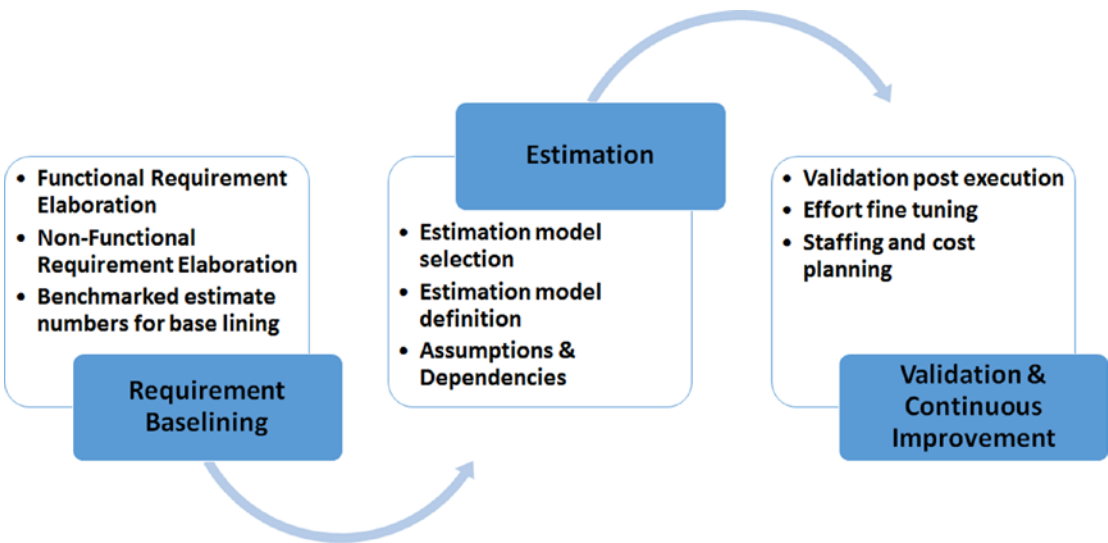 • Functional Requirement
Elaboration
• Non-Functional
Requirement Elaboration
• Benchmarked estimate
numbers for base lining
Requirement
Baselining
Estimation
• Estimation model
selection
• Estimation model
definition
• Assumptions &
Dependencies
• Validation post execution
• Effort fine tuning
• Staffing and cost
planning
Validation &
Continuous
Improvement